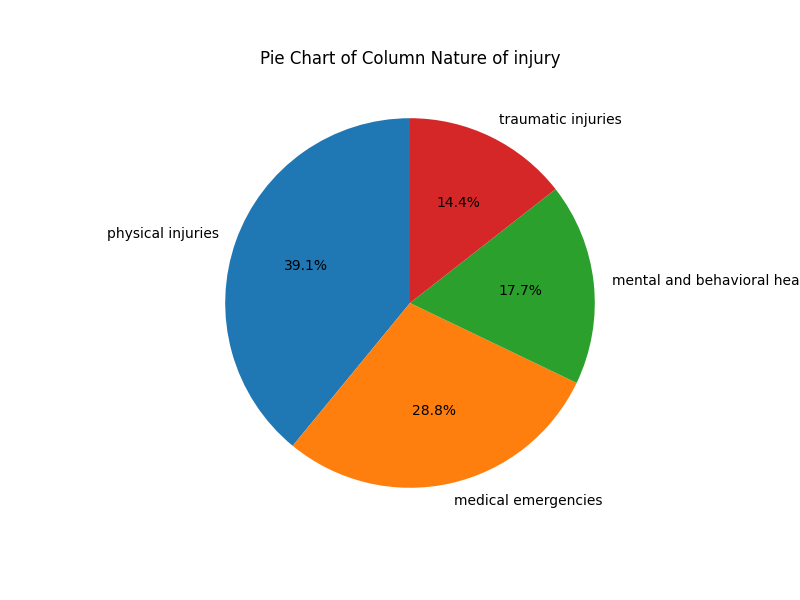 Pie Chart of Column Nature of injury
traumatic injuries
14.4%
physical injuries
39.1%
mental and behavioral hea
17.7%
28.8%
medical emergencies